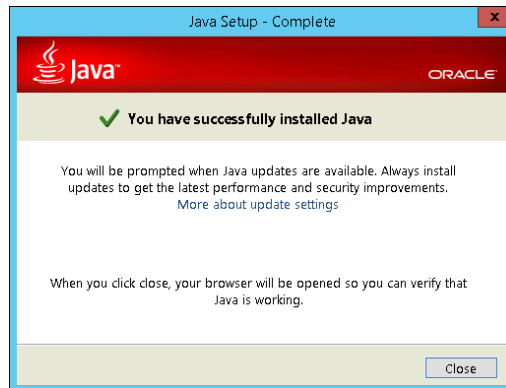 Java Setup - Complete
x
Java™
ORACLE®
You have successfully installed Java
You will be prompted when Java updates are available. Always install
updates to get the latest performance and security improvements.
More about update settings
When you click close, your browser will be opened so you can verify that
Java is working.
Close